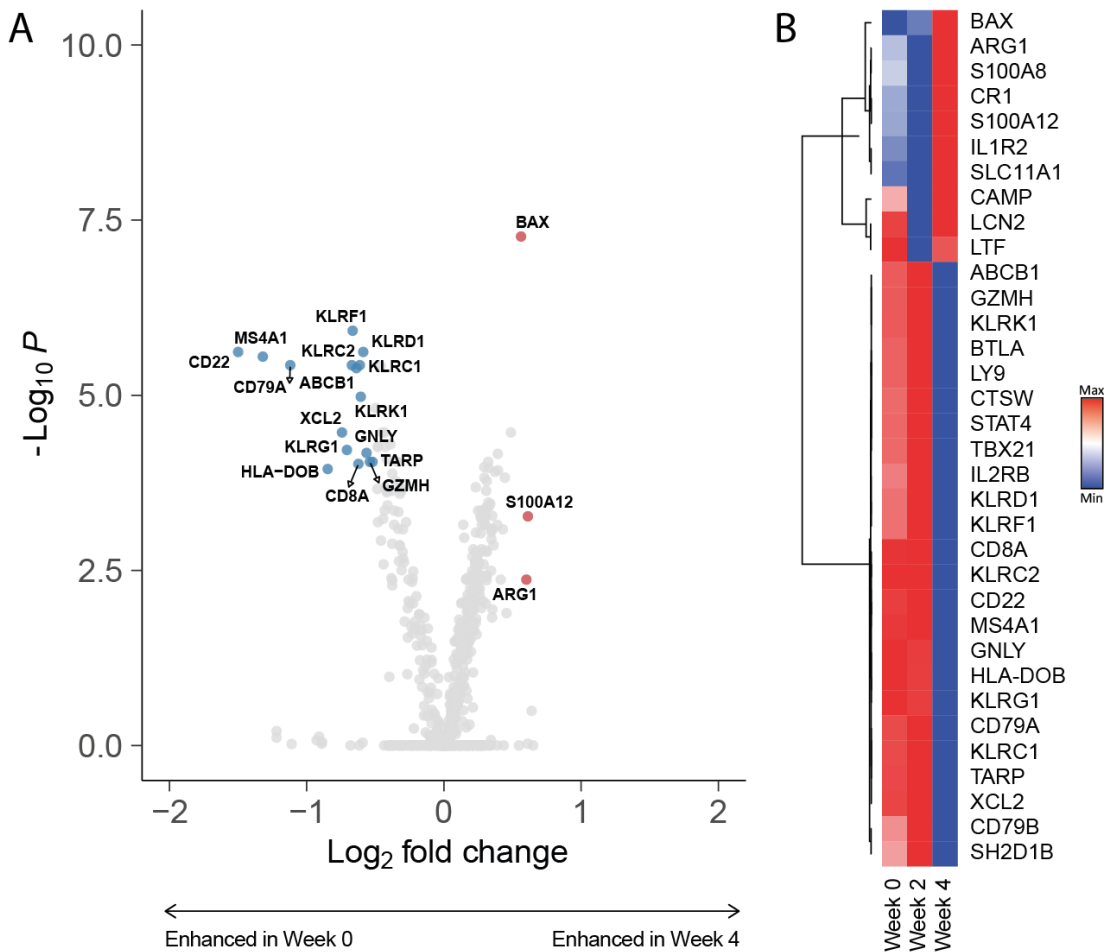 A
B
10.0
7.5
5.0
2.5
0.0
-Log10 P
−2
−1
0
1
2
Log2 fold change
Enhanced in Week 0
Enhanced in Week 4
BAX
KLRF1
MS4A1
KLRD1
CD22
KLRC2
KLRC1
CD79A
ABCB1
KLRK1
XCL2
GNLY
KLRG1
TARP
HLA−DOB
GZMH
CD8A
S100A12
ARG1
BAX
ARG1
S100A8
CR1
S100A12
IL1R2
SLC11A1
CAMP
LCN2
LTF
ABCB1
GZMH
KLRK1
BTLA
LY9
CTSW
STAT4
TBX21
IL2RB
KLRD1
KLRF1
CD8A
KLRC2
CD22
MS4A1
GNLY
HLA-DOB
KLRG1
CD79A
KLRC1
TARP
XCL2
CD79B
SH2D1B
Week 0
Week 2
Week 4
Max
Min